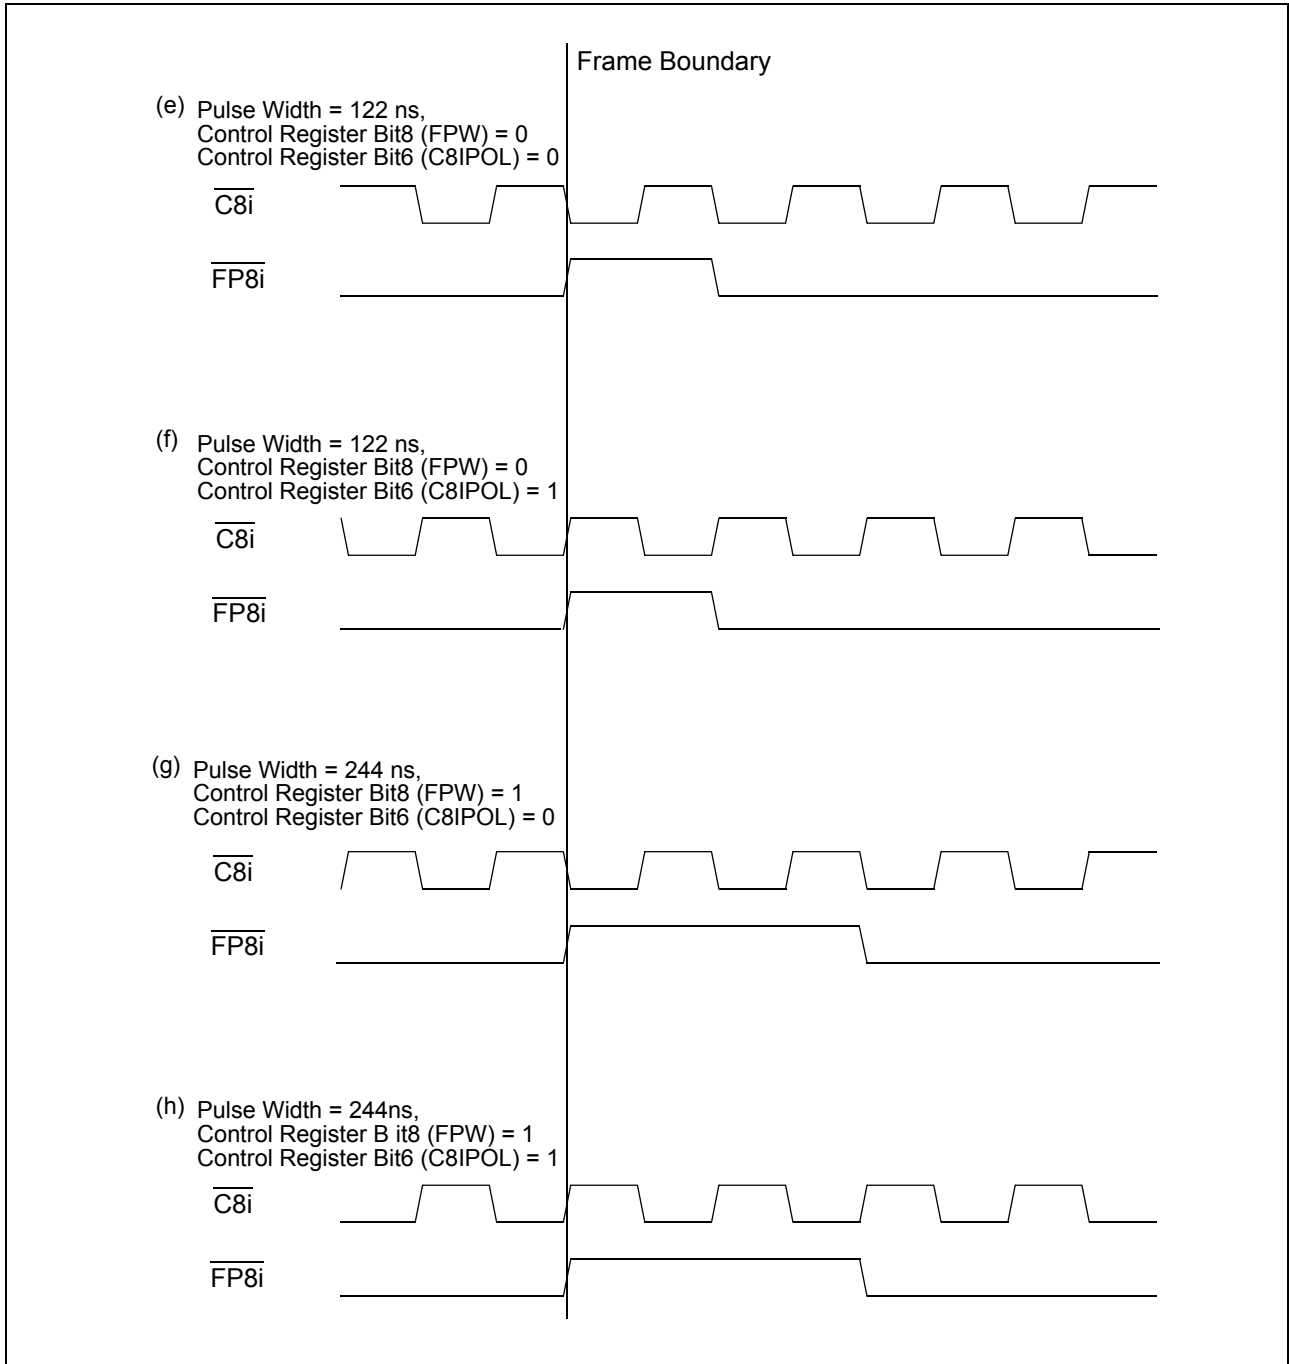 Frame Boundary
(e) Pulse Width = 122 ns,
Control Register Bit8 (FPW) = 0
Control Register Bit6 (C8IPOL) = 0
C8i
FP8i
(f) Pulse Width = 122 ns,
Control Register Bit8 (FPW) = 0
Control Register Bit6 (C8IPOL) = 1
C8i
FP8i
(g) Pulse Width = 244 ns,
Control Register Bit8 (FPW) = 1
Control Register Bit6 (C8IPOL) = 0
C8i
FP8i
(h) Pulse Width = 244ns,
Control Register B it8 (FPW) = 1
Control Register Bit6 (C8IPOL) = 1
C8i
FP8i